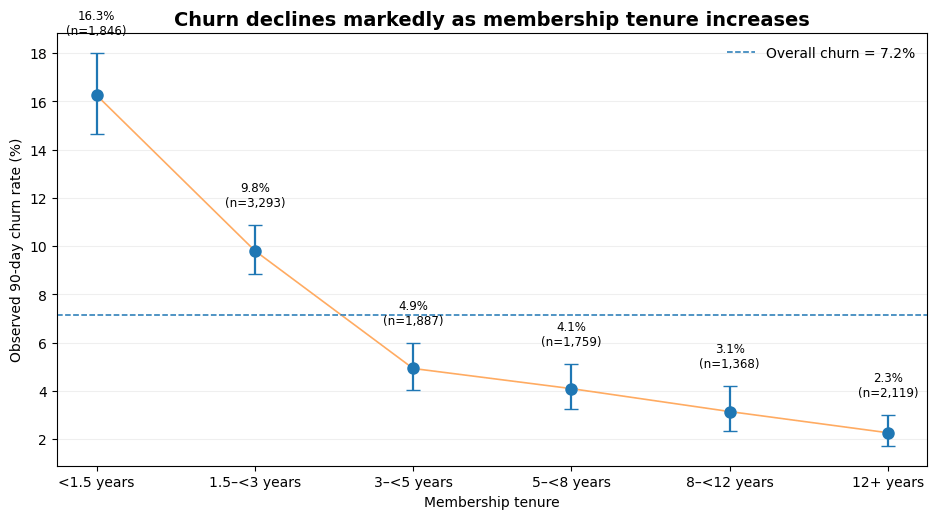 Churn declines markedly as membership tenure increases
16.3%
(n=1,846)
Overall churn = 7.2%
9.8%
(n=3,293)
4.9%
(n=1,887)
4.1%
(n=1,759)
3.1%
(n=1,368)
2.3%
(n=2,119)
Observed 90-day churn rate (%)
18
16
14
12
10
8
6
4
2
<1.5 years
1.5–<3 years
3–<5 years
5–<8 years
8–<12 years
12+ years
Membership tenure